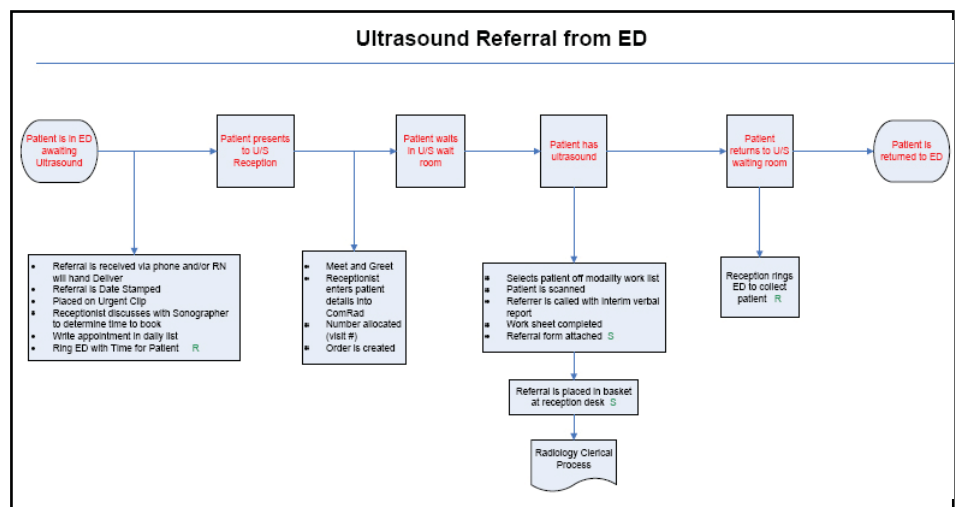 Ultrasound Referral from ED
Patient is in ED
awaiting
Ultrasound
Patient presents
to U/S
Reception
Patient waits
in U/S wait
room
Patient has
ultrasound
Patient
returns to U/S
waiting room
Patient is
returned to ED
Referral is received via phone and/or RN
will hand Deliver
Referral is Date Stamped
Placed on Urgent Clip
Receptionist discusses with Sonographer
to determine time to book
Write appointment in daily list
Ring ED with Time for Patient R
Meet and Greet
Receptionist
enters patient
details into
ComRad
Number allocated
(visit #)
Order is created
Selects patient off modality work list
Patient is scanned
Referrer is called with interim verbal
report
Work sheet completed
Referral form attached S
Reception rings
ED to collect
patient R
Referral is placed in basket
at reception desk S
Radiology Clerical
Process